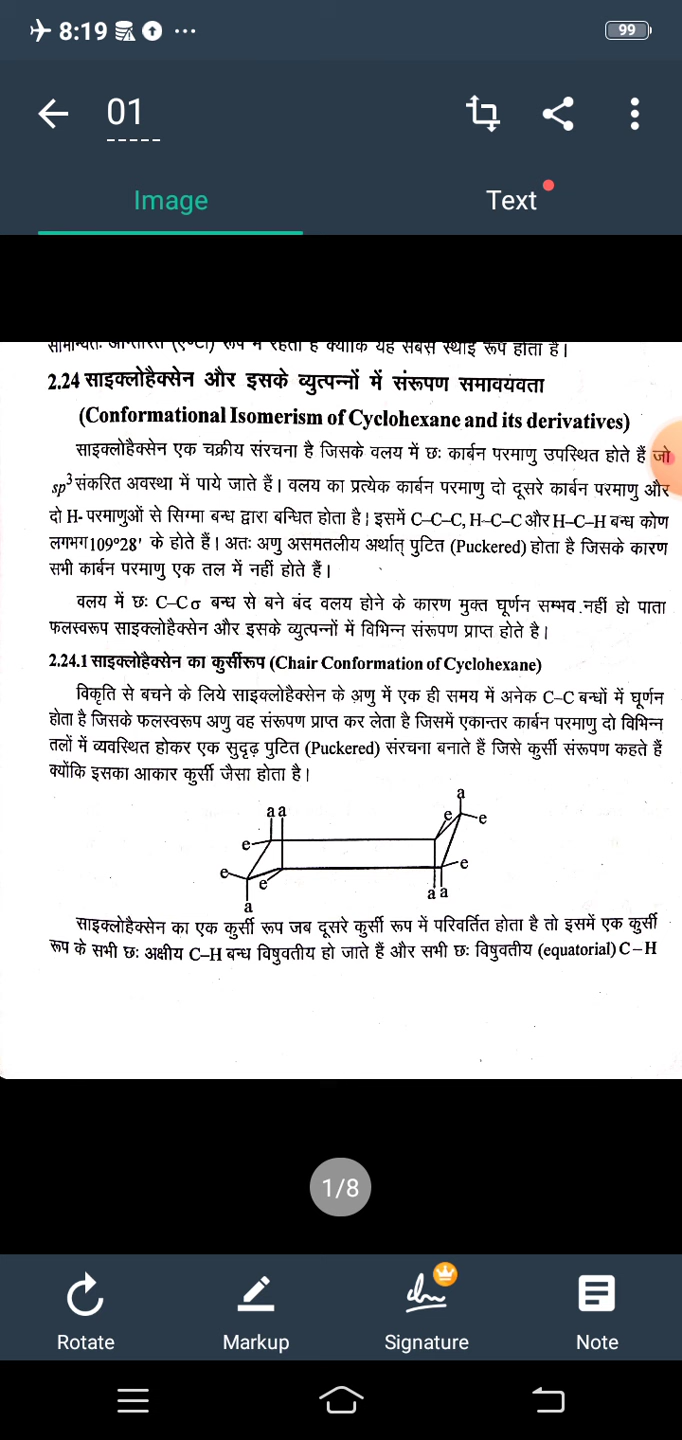 8:19
99
01
Image
Text
सामान्यतः
रूप में रहता है क्योंकि यह सबसे स्थाई रूप होता है।
2.24 साइक्लोहैक्सेन और इसके व्युत्पन्नों में संरूपण समावयवता
(Conformational Isomerism of Cyclohexane and its derivatives)
साइक्लोहैक्सेन एक चक्रीय संरचना है जिसके वलय में छः कार्बन परमाणु उपस्थित होते हैं जो
sp³ संकरित अवस्था में पाये जाते हैं। वलय का प्रत्येक कार्बन परमाणु दो दूसरे कार्बन परमाणु और
दो H- परमाणुओं से सिग्मा बन्ध द्वारा बन्धित होता है। इसमें C–C–C, H–C–C और H–C–H बन्ध कोण
लगभग 109°28' के होते हैं। अतः अणु असमतलीय अर्थात् पुटित (Puckered) होता है जिसके कारण
सभी कार्बन परमाणु एक तल में नहीं होते हैं।
वलय में छः C–Cσ बन्ध से बने बंद वलय होने के कारण मुक्त घूर्णन सम्भव नहीं हो पाता
फलस्वरूप साइक्लोहैक्सेन और इसके व्युत्पन्नों में विभिन्न संरूपण प्राप्त होते है।
2.24.1 साइक्लोहैक्सेन का कुर्सीरूप (Chair Conformation of Cyclohexane)
विकृति से बचने के लिये साइक्लोहैक्सेन के अणु में एक ही समय में अनेक C–C बन्धों में घूर्णन
होता है जिसके फलस्वरूप अणु वह संरूपण प्राप्त कर लेता है जिसमें एकान्तर कार्बन परमाणु दो विभिन्न
तलों में व्यवस्थित होकर एक सुदृढ़ पुटित (Puckered) संरचना बनाते हैं जिसे कुर्सी संरूपण कहते हैं
क्योंकि इसका आकार कुर्सी जैसा होता है।
a
a a e e
e
e e e
a a a
साइक्लोहैक्सेन का एक कुर्सी रूप जब दूसरे कुर्सी रूप में परिवर्तित होता है तो इसमें एक कुर्सी
रूप के सभी छः अक्षीय C–H बन्ध विषुवतीय हो जाते हैं और सभी छः विषुवतीय (equatorial) C–H
1/8
Rotate
Markup
Signature
Note